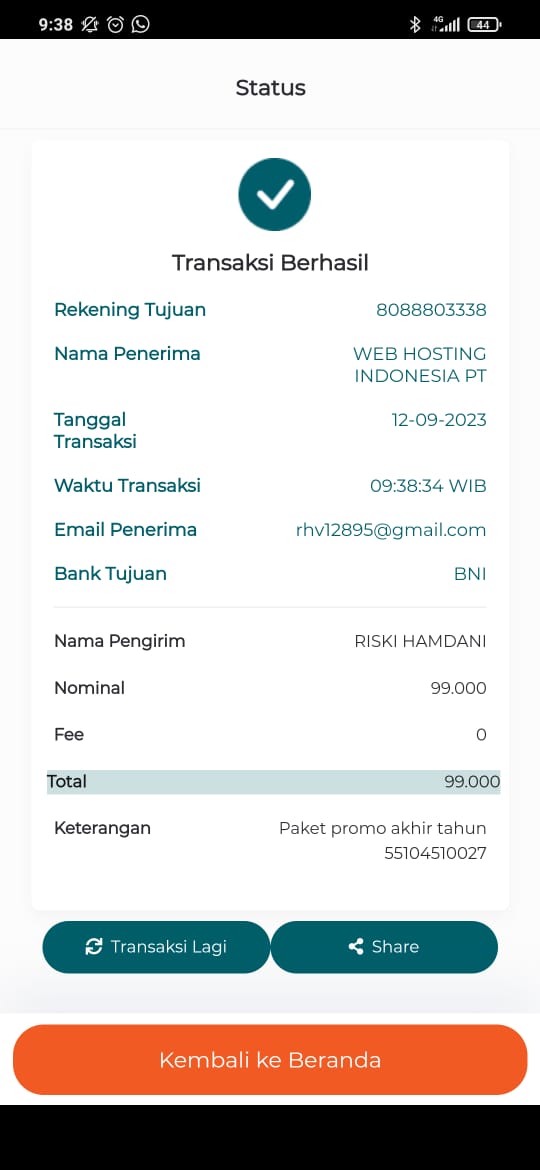 9:38
4G
44
Status
Transaksi Berhasil
Rekening Tujuan 8088803338
Nama Penerima WEB HOSTING
INDONESIA PT
Tanggal 12-09-2023
Transaksi
Waktu Transaksi 09:38:34 WIB
Email Penerima rhv12895@gmail.com
Bank Tujuan BNI
Nama Pengirim RISKI HAMDANI
Nominal 99.000
Fee 0
Total 99.000
Keterangan Paket promo akhir tahun
55104510027
Transaksi Lagi Share
Kembali ke Beranda